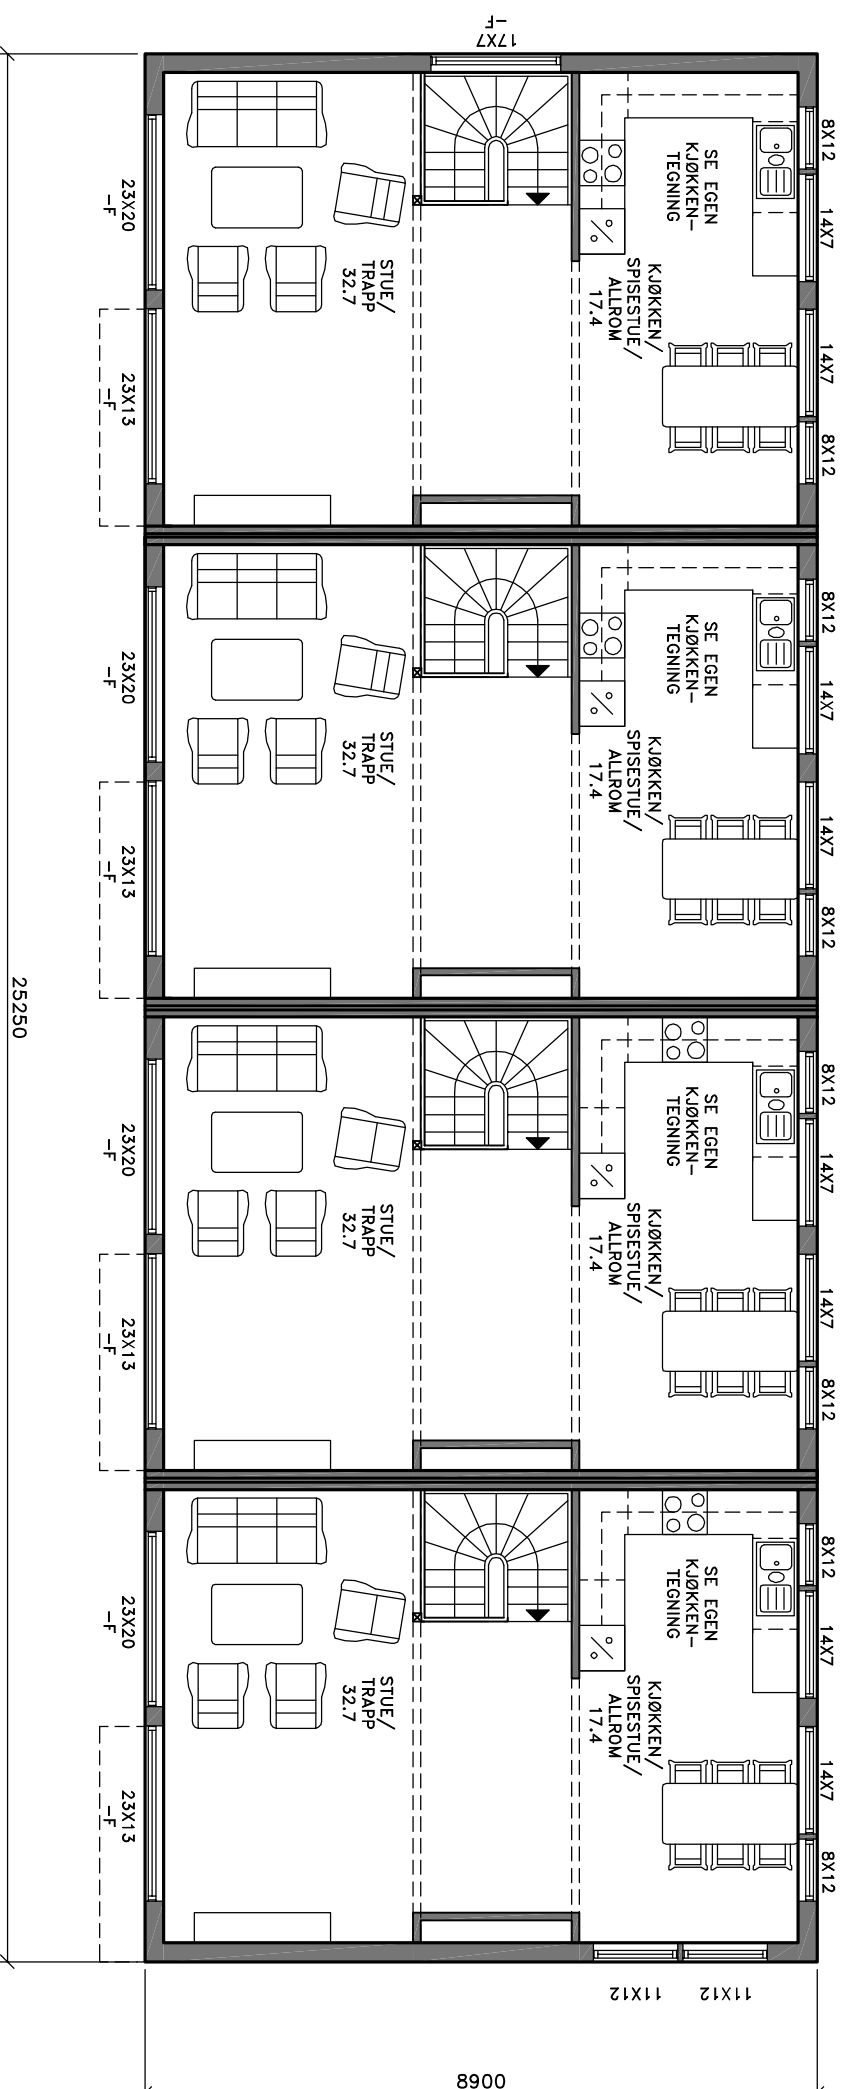 17X7
-F
8X12
14X7
14X7
8X12
SE EGEN
KJØKKEN-
TEGNING
KJØKKEN/
SPISESTUE/
ALLROM
17.4
STUE/
TRAPP
32.7
23X20
-F
23X13
-F
8X12
14X7
14X7
8X12
SE EGEN
KJØKKEN-
TEGNING
KJØKKEN/
SPISESTUE/
ALLROM
17.4
STUE/
TRAPP
32.7
23X20
-F
23X13
-F
8X12
14X7
14X7
8X12
SE EGEN
KJØKKEN-
TEGNING
KJØKKEN/
SPISESTUE/
ALLROM
17.4
STUE/
TRAPP
32.7
23X20
-F
23X13
-F
8X12
14X7
14X7
8X12
SE EGEN
KJØKKEN-
TEGNING
KJØKKEN/
SPISESTUE/
ALLROM
17.4
STUE/
TRAPP
32.7
23X20
-F
23X13
-F
11X12
11X12
25250
8900